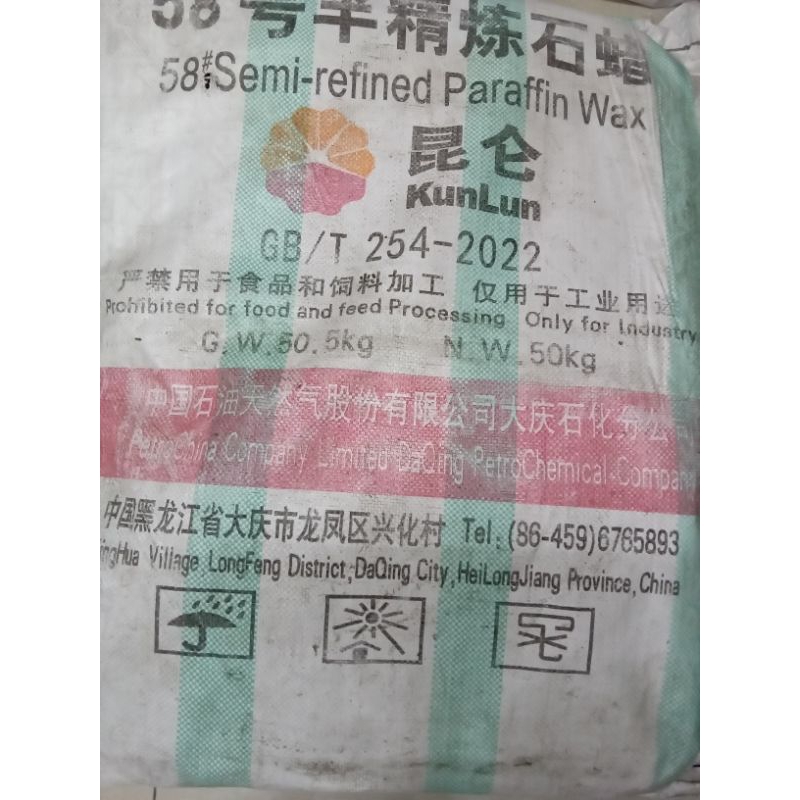 58号半精炼石蜡
58#Semi-refined Paraffin Wax
昆仑
KunLun
GB/T 254-2022
严禁用于食品和饲料加工 仅用于工业用途
Prohibited for food and feed Processing Only for Industry
G.W.50.5kg N.W.50kg
中国石油天然气股份有限公司大庆石化分公司
PetroChina Company Limited DaQing PetroChemical Company
中国黑龙江省大庆市龙凤区兴化村 Tel:(86-459)6765893
Village LongFeng District,DaQing City,HeiLongJiang Province,China